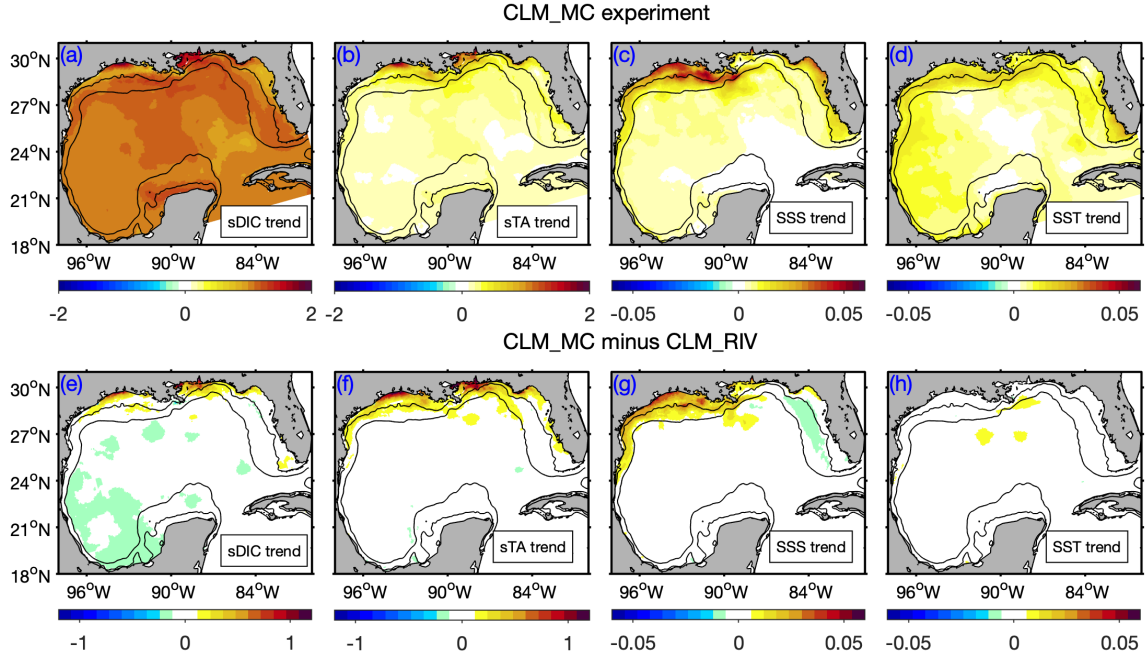 CLM_MC experiment
(a) (b) (c) (d)
30°N
27°N
24°N
21°N
18°N
sDIC trend sTA trend SSS trend SST trend
96°W 90°W 84°W 96°W 90°W 84°W 96°W 90°W 84°W 96°W 90°W 84°W
-2 0 2 -2 0 2 -0.05 0 0.05 -0.05 0 0.05
CLM_MC minus CLM_RIV
(e) (f) (g) (h)
30°N
27°N
24°N
21°N
18°N
sDIC trend sTA trend SSS trend SST trend
96°W 90°W 84°W 96°W 90°W 84°W 96°W 90°W 84°W 96°W 90°W 84°W
-1 0 1 -1 0 1 -0.05 0 0.05 -0.05 0 0.05